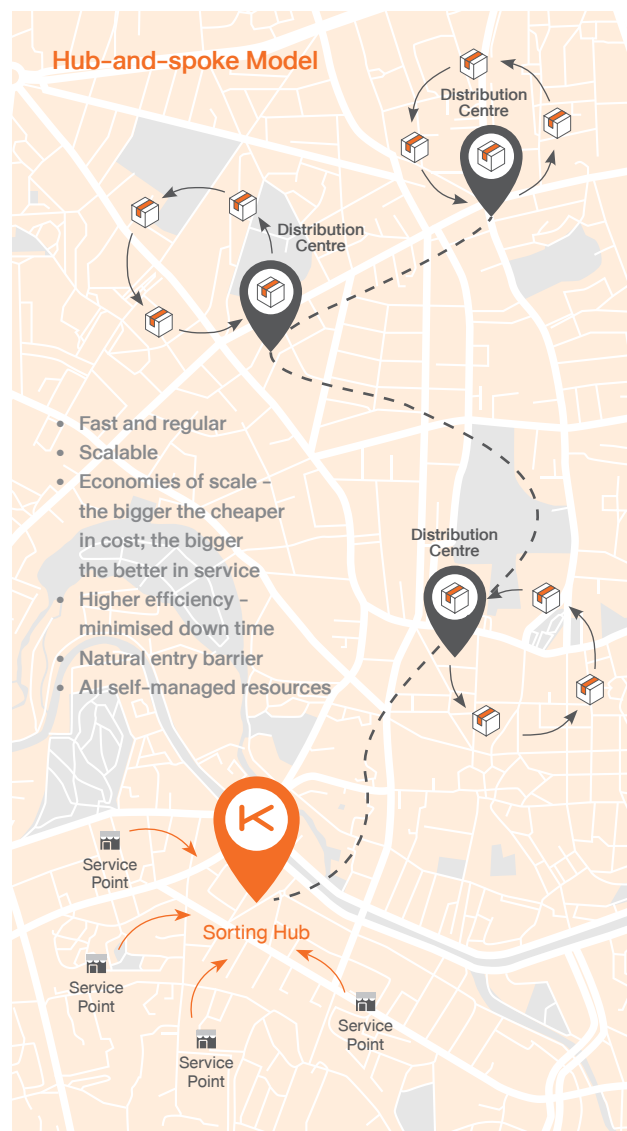 Hub-and-spoke Model
Distribution
Centre
Distribution
Centre
• Fast and regular
• Scalable
• Economies of scale –
the bigger the cheaper
in cost; the bigger
the better in service
• Higher efficiency –
minimised down time
• Natural entry barrier
• All self-managed resources
Distribution
Centre
Service
Point
Sorting Hub
Service
Point
Service
Point
Service
Point